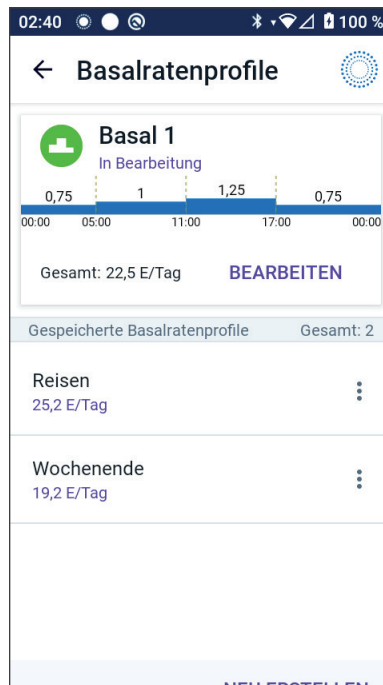 02:40 100 %
Basalratenprofile
Basal 1
In Bearbeitung
0,75 1 1,25 0,75
00:00 05:00 11:00 17:00 00:00
Gesamt: 22,5 E/Tag BEARBEITEN
Gespeicherte Basalratenprofile Gesamt: 2
Reisen
25,2 E/Tag
Wochenende
19,2 E/Tag
NEU ERSTELLEN